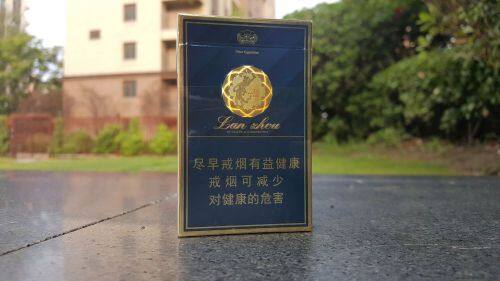 Lan zhou
尽早戒烟有益健康
戒烟可减少
对健康的危害